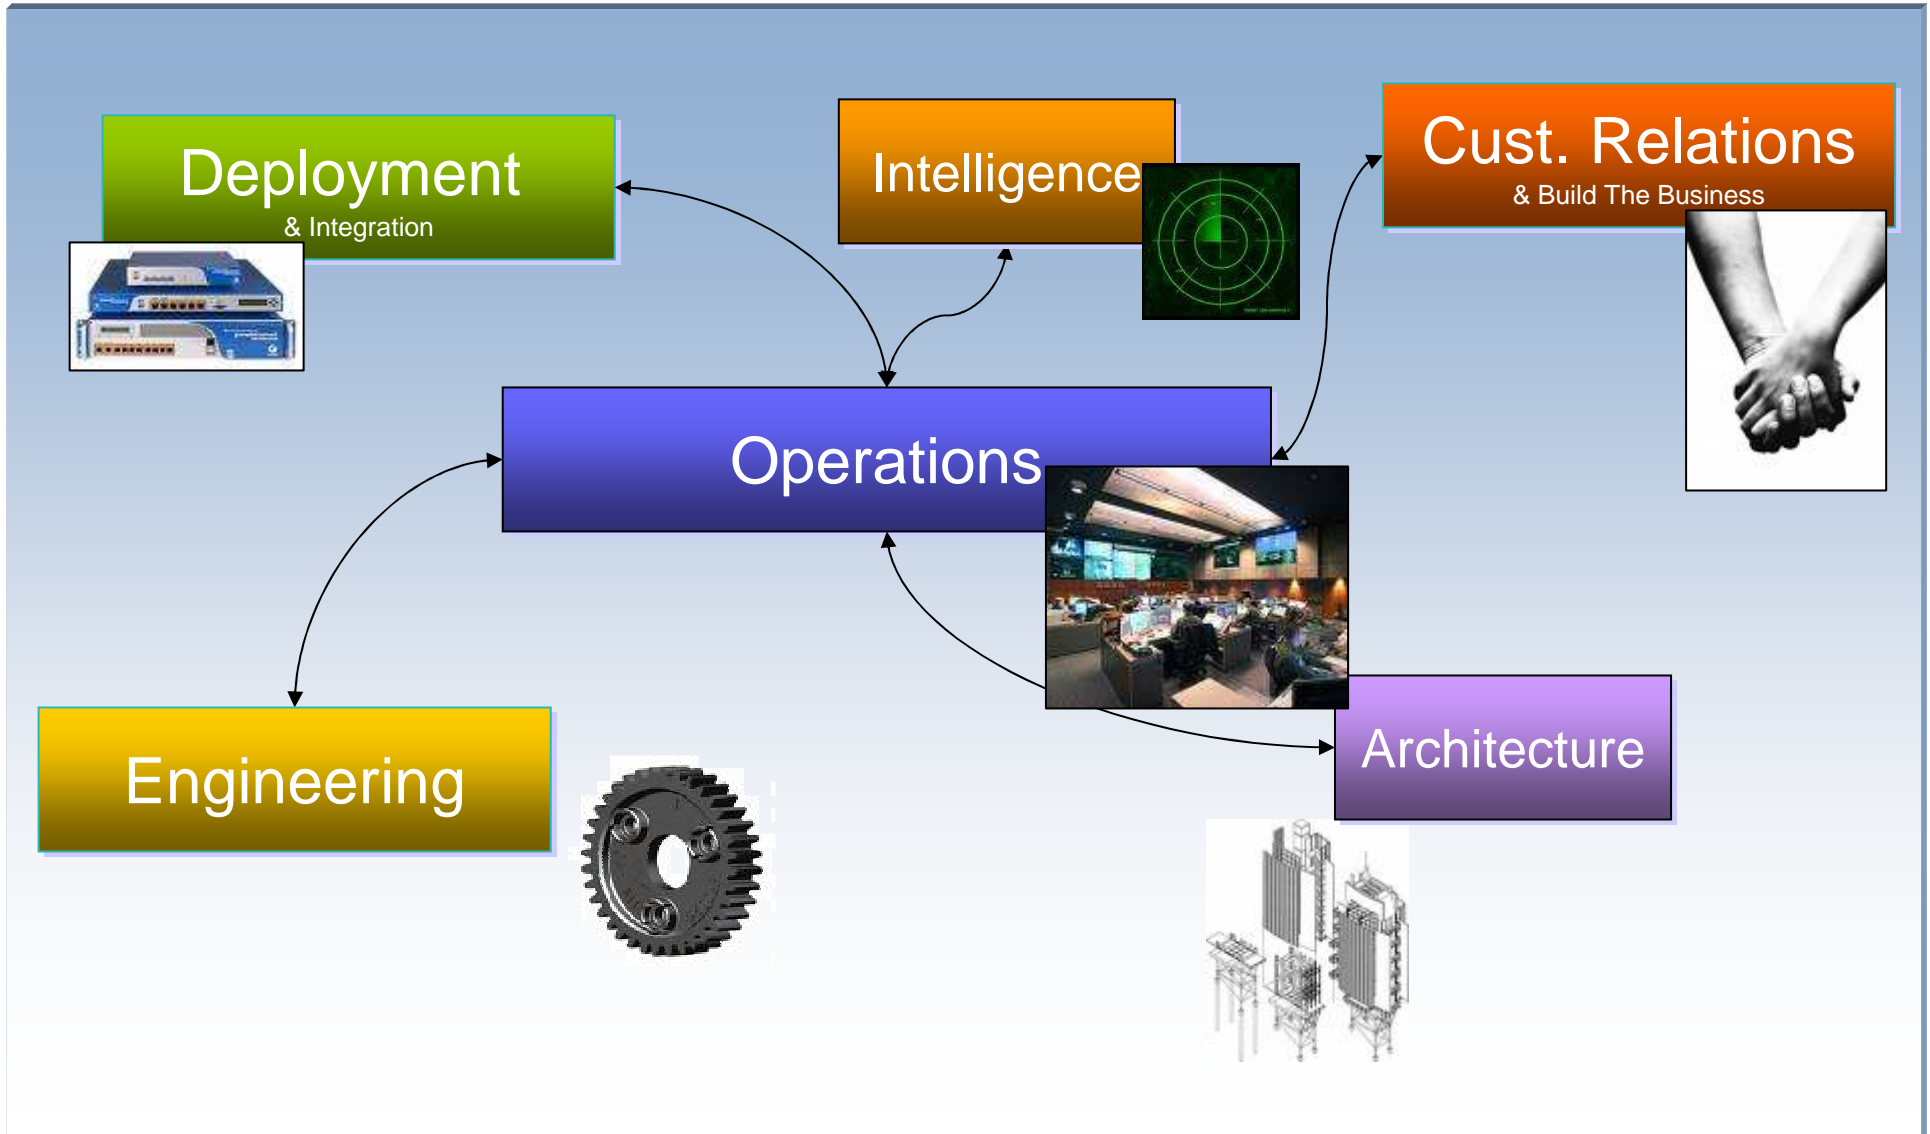 Deployment
& Integration
Intelligence
Cust. Relations
& Build The Business
Operations
Engineering
Architecture